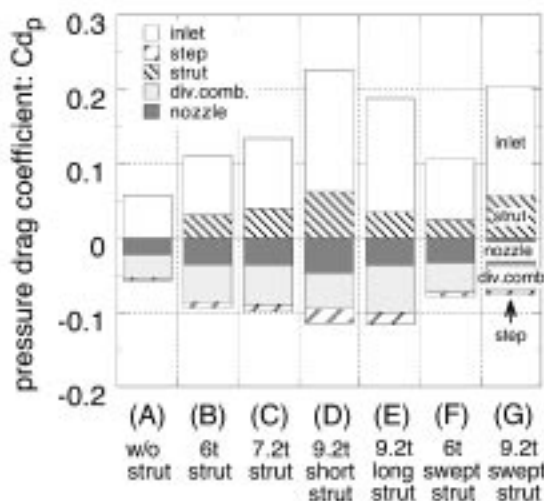 pressure drag coefficient: Cdp
0.3
0.2
0.1
0
-0.1
-0.2
inlet
step
strut
div.comb.
nozzle
inlet
strut
nozzle
div.comb
step
(A) (B) (C) (D) (E) (F) (G)
w/o 6t 7.2t 9.2t 9.2t 6t 9.2t
strut strut strut short long swept swept
strut strut strut strut